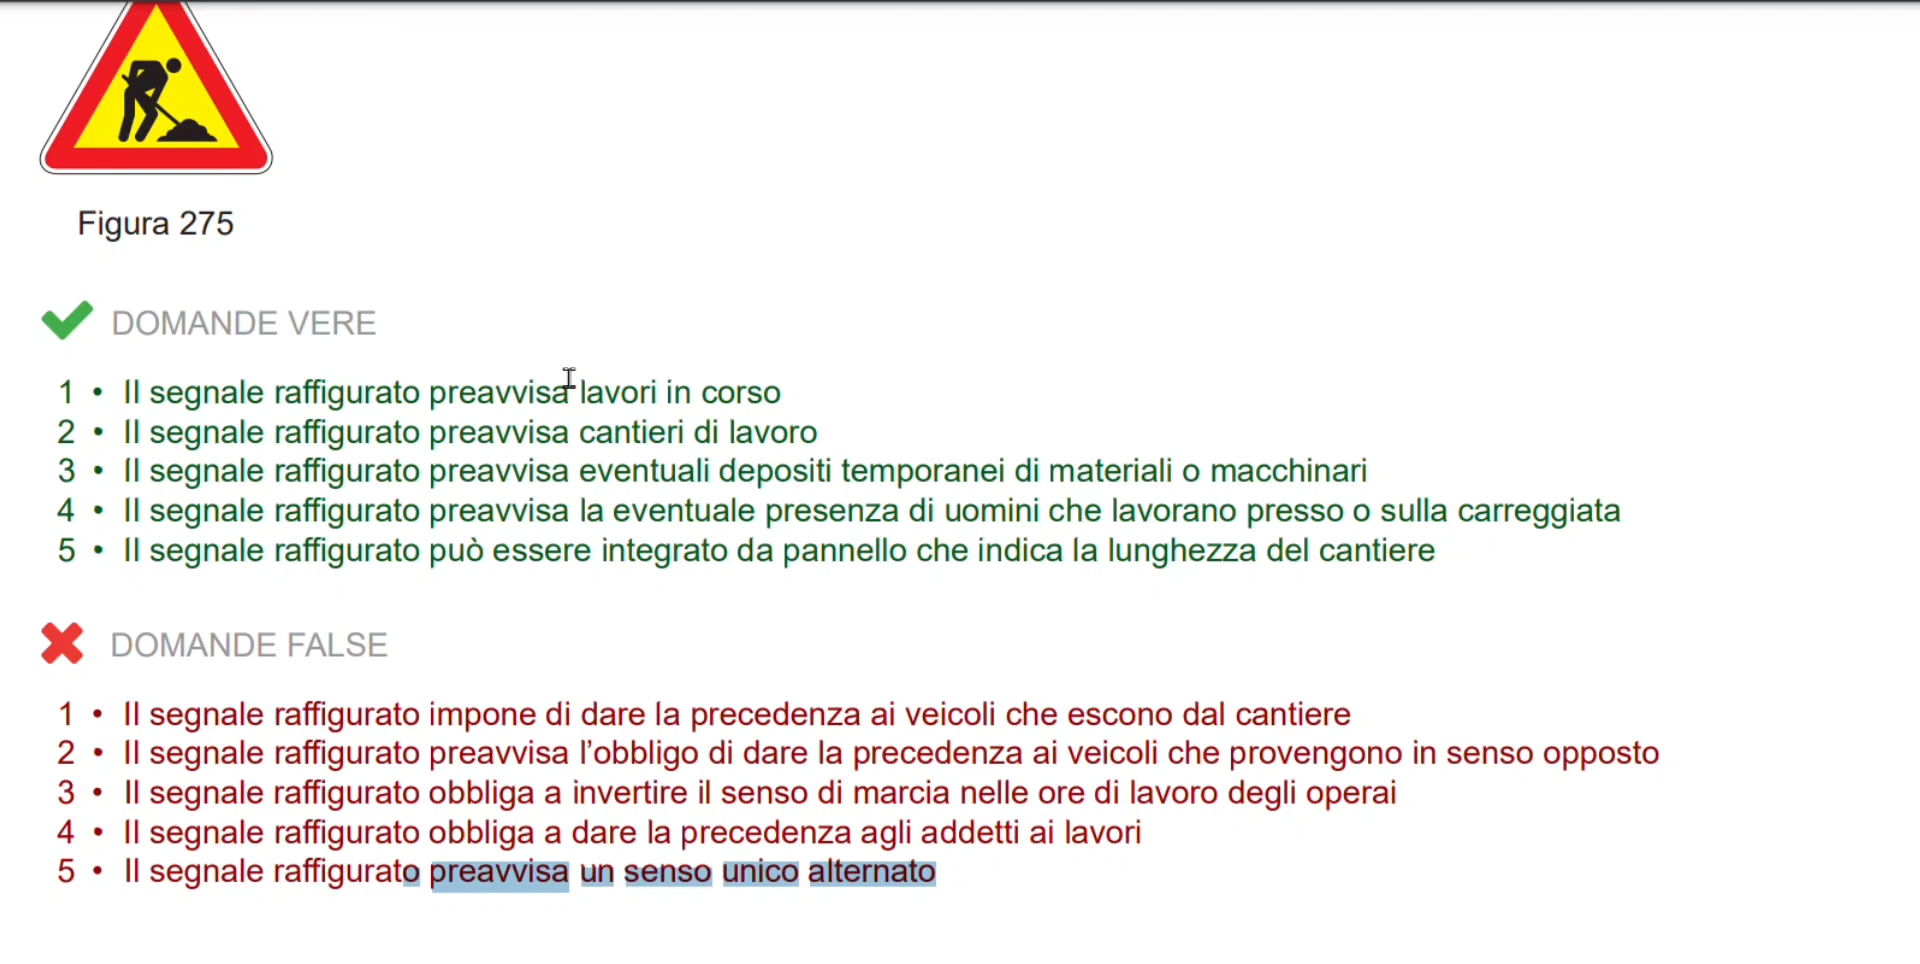 Figura 275
DOMANDE VERE
1 • Il segnale raffigurato preavvisa lavori in corso
2 • Il segnale raffigurato preavvisa cantieri di lavoro
3 • Il segnale raffigurato preavvisa eventuali depositi temporanei di materiali o macchinari
4 • Il segnale raffigurato preavvisa la eventuale presenza di uomini che lavorano presso o sulla carreggiata
5 • Il segnale raffigurato può essere integrato da pannello che indica la lunghezza del cantiere
DOMANDE FALSE
1 • Il segnale raffigurato impone di dare la precedenza ai veicoli che escono dal cantiere
2 • Il segnale raffigurato preavvisa l’obbligo di dare la precedenza ai veicoli che provengono in senso opposto
3 • Il segnale raffigurato obbliga a invertire il senso di marcia nelle ore di lavoro degli operai
4 • Il segnale raffigurato obbliga a dare la precedenza agli addetti ai lavori
5 • Il segnale raffigurato preavvisa un senso unico alternato